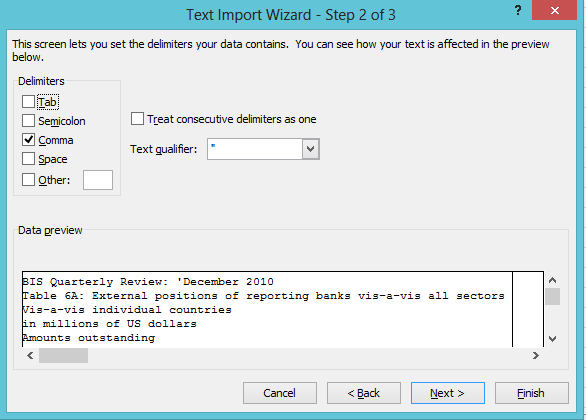 Text Import Wizard - Step 2 of 3
?
x
This screen lets you set the delimiters your data contains.  You can see how your text is affected in the preview
below.
Delimiters
Tab
Semicolon
Comma
Space
Other:
Treat consecutive delimiters as one
Text qualifier:
"
Data preview
BIS Quarterly Review: 'December 2010
Table 6A: External positions of reporting banks vis-a-vis all sectors
Vis-a-vis individual countries
in millions of US dollars
Amounts outstanding
Cancel
< Back
Next >
Finish